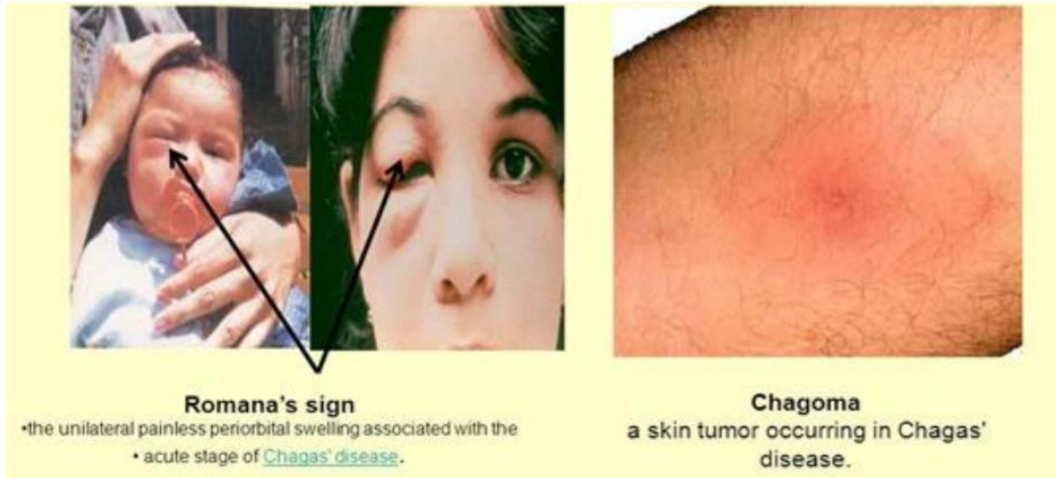 Romana's sign
•the unilateral painless periorbital swelling associated with the
• acute stage of Chagas' disease.
Chagoma
a skin tumor occurring in Chagas'
disease.